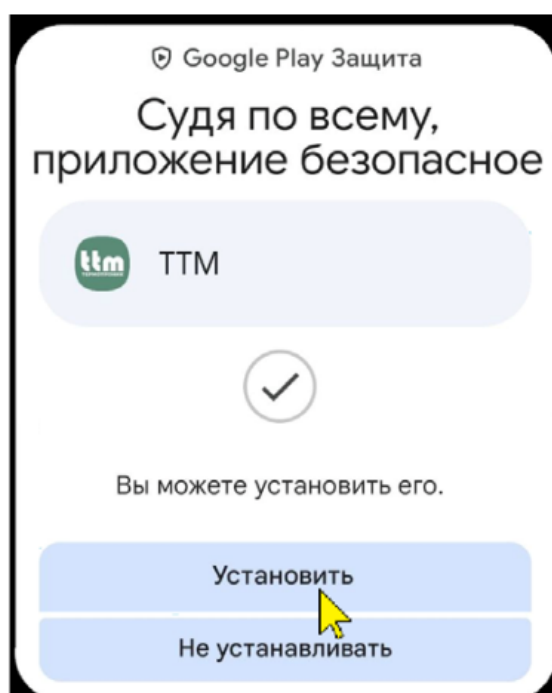 Google Play Защита
Судя по всему,
приложение безопасное
ttm
TTM
Вы можете установить его.
Установить
Не устанавливать